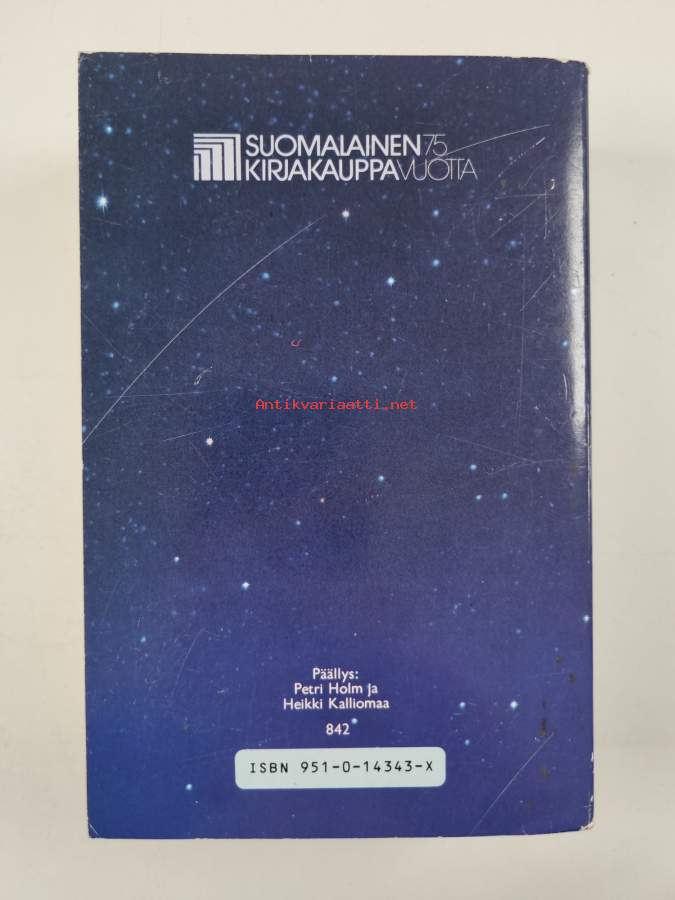 SUOMALAINEN 75
KIRJAKAUPPA VUOTTA
Antikvariaatti.net
Päällys:
Petri Holm ja
Heikki Kalliomaa
842
ISBN 951-0-14343-X